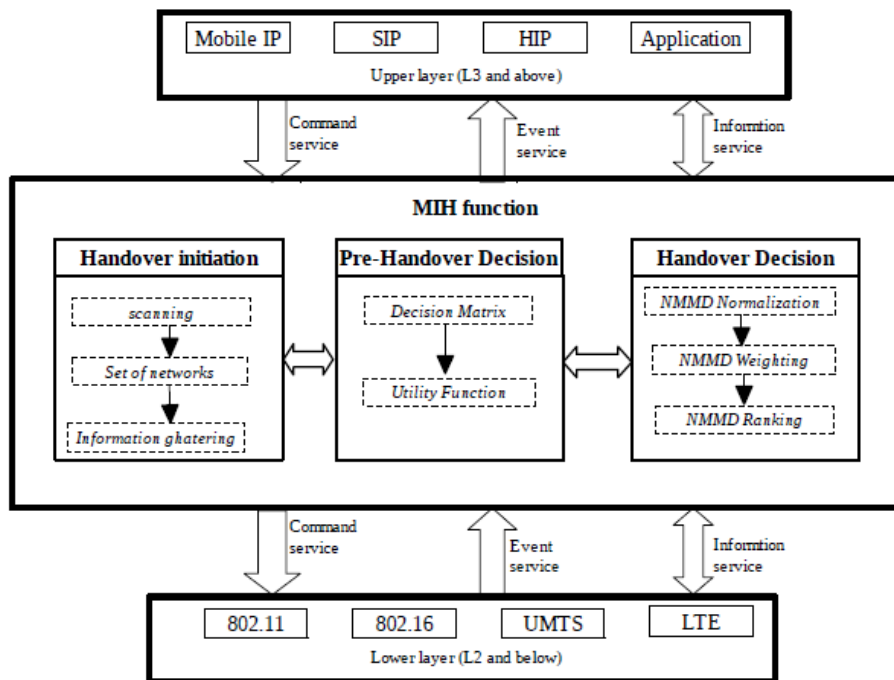 Mobile IP
SIP
HIP
Application
Upper layer (L3 and above)
Command
service
Event
service
Informtion
service
MIH function
Handover initiation
scanning
Set of networks
Information ghatering
Pre-Handover Decision
Decision Matrix
Utility Function
Handover Decision
NMMD Normalization
NMMD Weighting
NMMD Ranking
Command
service
Event
service
Informtion
service
802.11
802.16
UMTS
LTE
Lower layer (L2 and below)